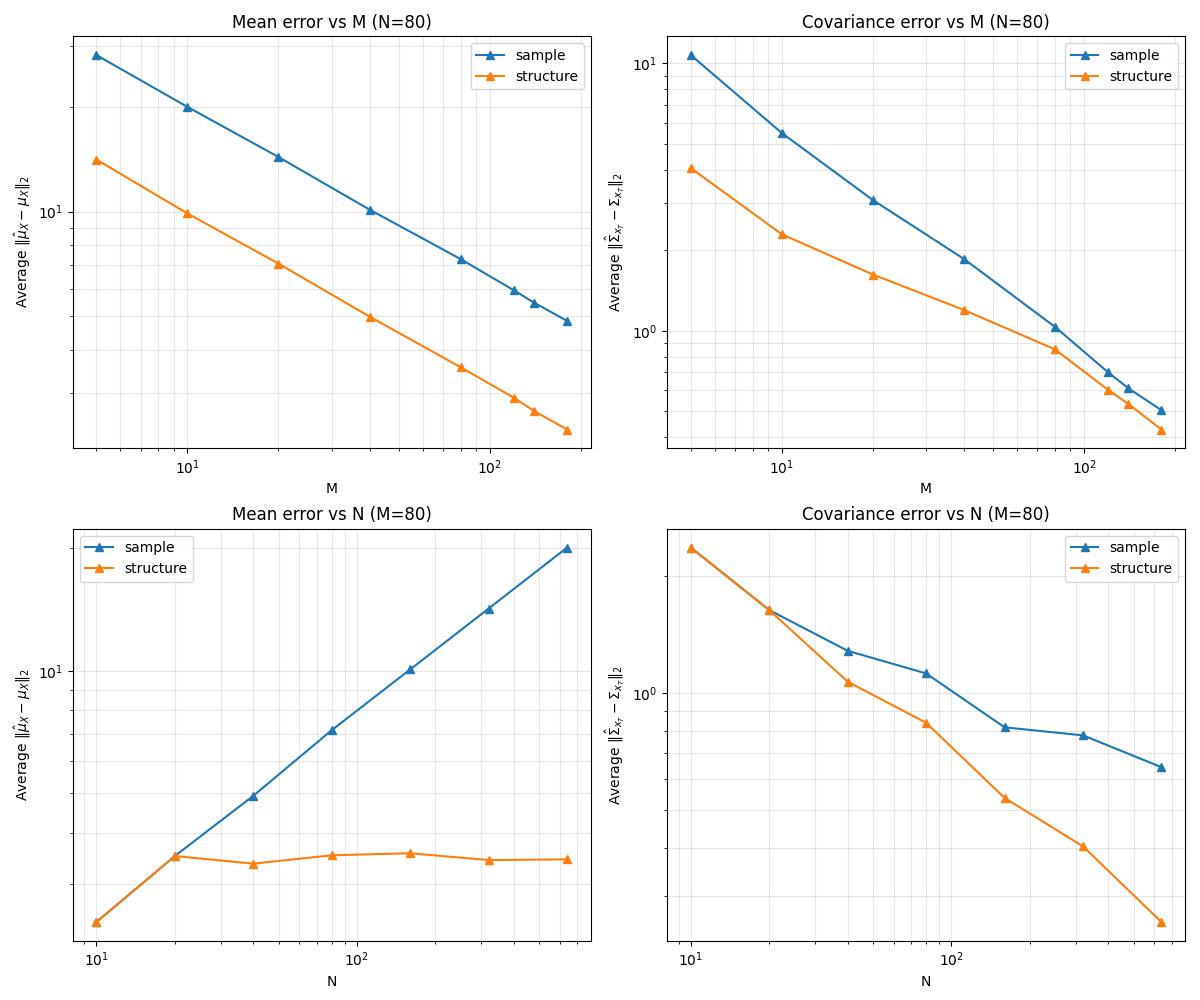 Mean error vs M (N=80)
Average ‖μ̂_X − μ_X‖₂
10¹
sample
structure
10¹
10²
M
Covariance error vs M (N=80)
Average ‖Σ̂_{x_T} − Σ_{x_T}‖₂
10¹
10⁰
sample
structure
10¹
10²
M
Mean error vs N (M=80)
Average ‖μ̂_X − μ_X‖₂
10¹
sample
structure
10¹
10²
N
Covariance error vs N (M=80)
Average ‖Σ̂_{x_T} − Σ_{x_T}‖₂
10⁰
sample
structure
10¹
10²
N